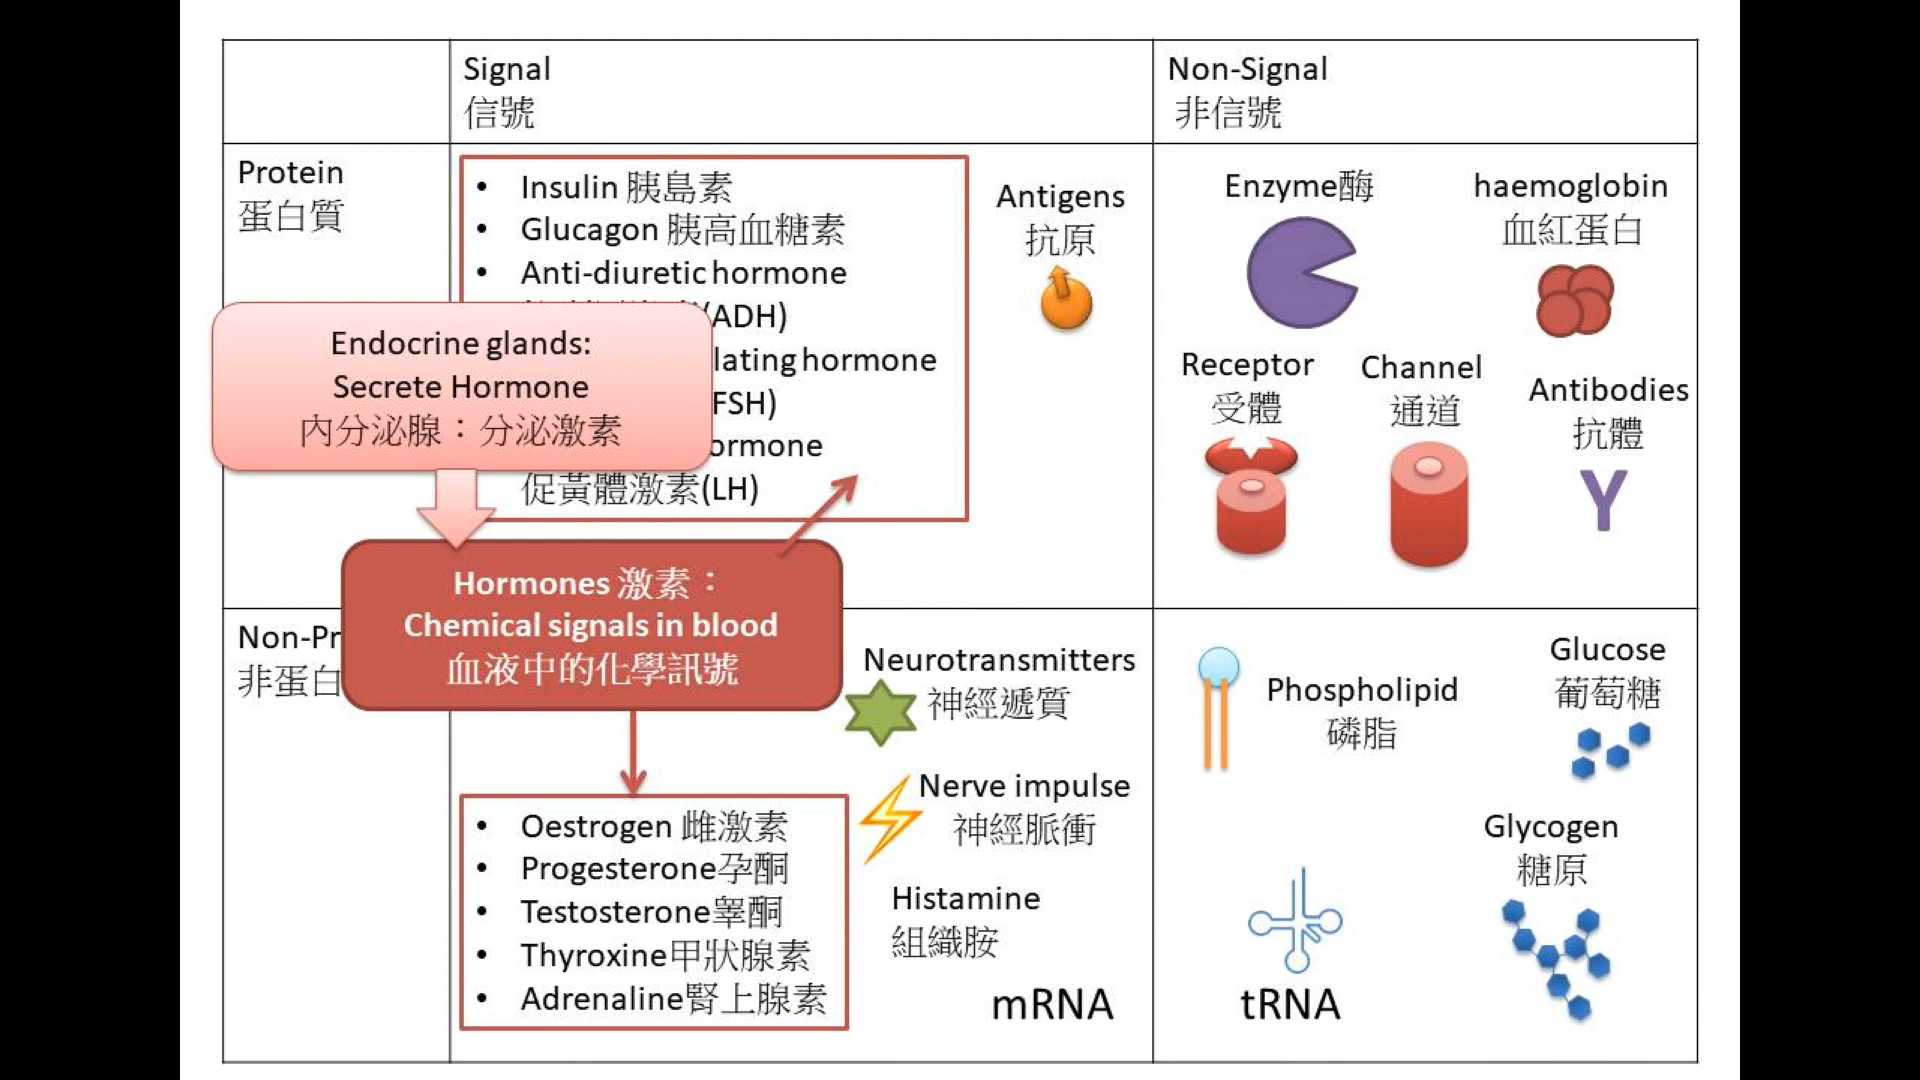 Signal
信號
Non-Signal
非信號
Protein
蛋白質
• Insulin 胰島素
• Glucagon 胰高血糖素
• Anti-diuretic hormone
(ADH)
lating hormone
FSH)
ormone
促黃體激素(LH)
Antigens
抗原
Enzyme酶
haemoglobin
血紅蛋白
Receptor
受體
Channel
通道
Antibodies
抗體
Y
Endocrine glands:
Secrete Hormone
內分泌腺：分泌激素
Hormones 激素：
Chemical signals in blood
血液中的化學訊號
Non-Pr
非蛋白
• Oestrogen 雌激素
• Progesterone孕酮
• Testosterone睾酮
• Thyroxine甲狀腺素
• Adrenaline腎上腺素
Neurotransmitters
神經遞質
Nerve impulse
神經脈衝
Histamine
組織胺
mRNA
Phospholipid
磷脂
Glucose
葡萄糖
Glycogen
糖原
tRNA